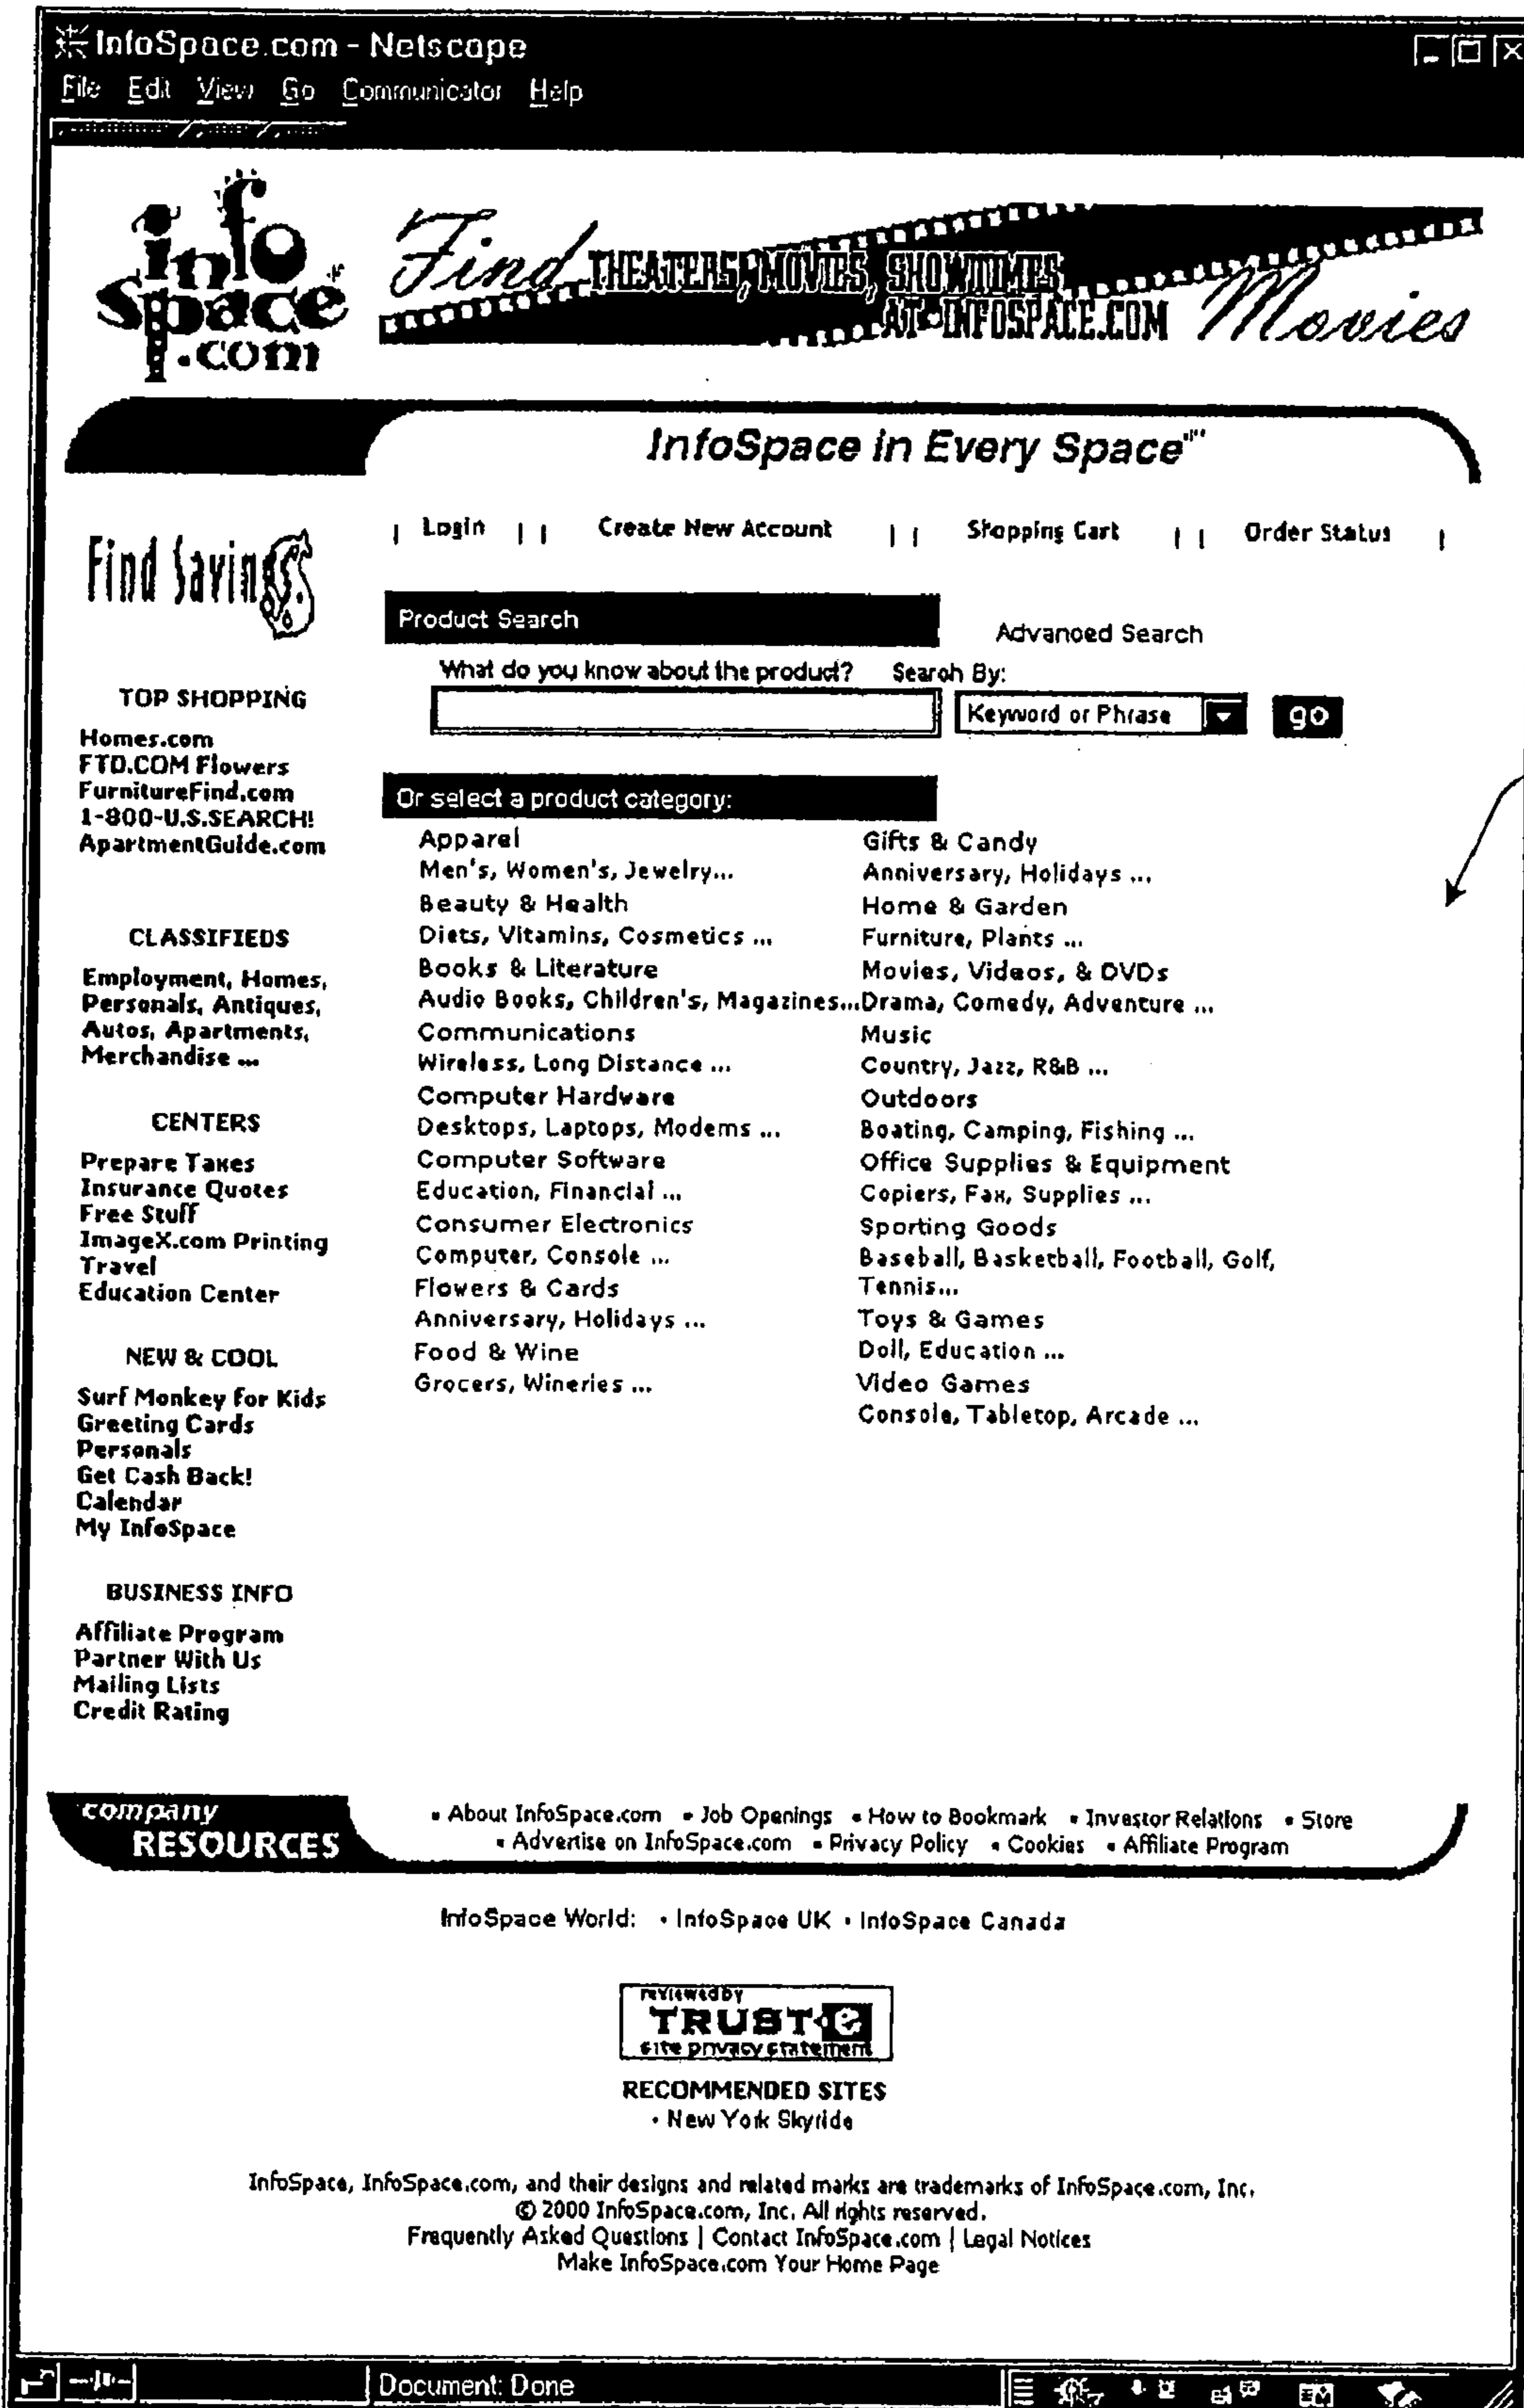 InfoSpace.com - Netscape
File Edit View Go Communicator Help
info
space
.com
Find THEATERS, MOVIES, SHOWTIMES
AT INFOSPACE.COM Movies
InfoSpace in Every Space
Find Savings
| Login | | Create New Account | | Shopping Cart | | Order Status |
Product Search
Advanced Search
What do you know about the product? Search By:
Keyword or Phrase
go
TOP SHOPPING
Homes.com
FTD.COM Flowers
FurnitureFind.com
1-800-U.S.SEARCH!
ApartmentGuide.com
CLASSIFIEDS
Employment, Homes,
Personals, Antiques,
Autos, Apartments,
Merchandise ...
CENTERS
Prepare Taxes
Insurance Quotes
Free Stuff
ImageX.com Printing
Travel
Education Center
NEW & COOL
Surf Monkey for Kids
Greeting Cards
Personals
Get Cash Back!
Calendar
My InfoSpace
BUSINESS INFO
Affiliate Program
Partner With Us
Mailing Lists
Credit Rating
Or select a product category:
Apparel
Men's, Women's, Jewelry...
Beauty & Health
Diets, Vitamins, Cosmetics ...
Books & Literature
Audio Books, Children's, Magazines...
Communications
Wireless, Long Distance ...
Computer Hardware
Desktops, Laptops, Modems ...
Computer Software
Education, Financial ...
Consumer Electronics
Computer, Console ...
Flowers & Cards
Anniversary, Holidays ...
Food & Wine
Grocers, Wineries ...
Gifts & Candy
Anniversary, Holidays ...
Home & Garden
Furniture, Plants ...
Movies, Videos, & DVDs
Drama, Comedy, Adventure ...
Music
Country, Jazz, R&B ...
Outdoors
Boating, Camping, Fishing ...
Office Supplies & Equipment
Copiers, Fax, Supplies ...
Sporting Goods
Baseball, Basketball, Football, Golf,
Tennis...
Toys & Games
Doll, Education ...
Video Games
Console, Tabletop, Arcade ...
company
RESOURCES
▪ About InfoSpace.com ▪ Job Openings ▪ How to Bookmark ▪ Investor Relations ▪ Store
▪ Advertise on InfoSpace.com ▪ Privacy Policy ▪ Cookies ▪ Affiliate Program
InfoSpace World: • InfoSpace UK • InfoSpace Canada
reviewed by
TRUSTe
site privacy statement
RECOMMENDED SITES
• New York Skyride
InfoSpace, InfoSpace.com, and their designs and related marks are trademarks of InfoSpace.com, Inc.
© 2000 InfoSpace.com, Inc. All rights reserved.
Frequently Asked Questions | Contact InfoSpace.com | Legal Notices
Make InfoSpace.com Your Home Page
Document: Done